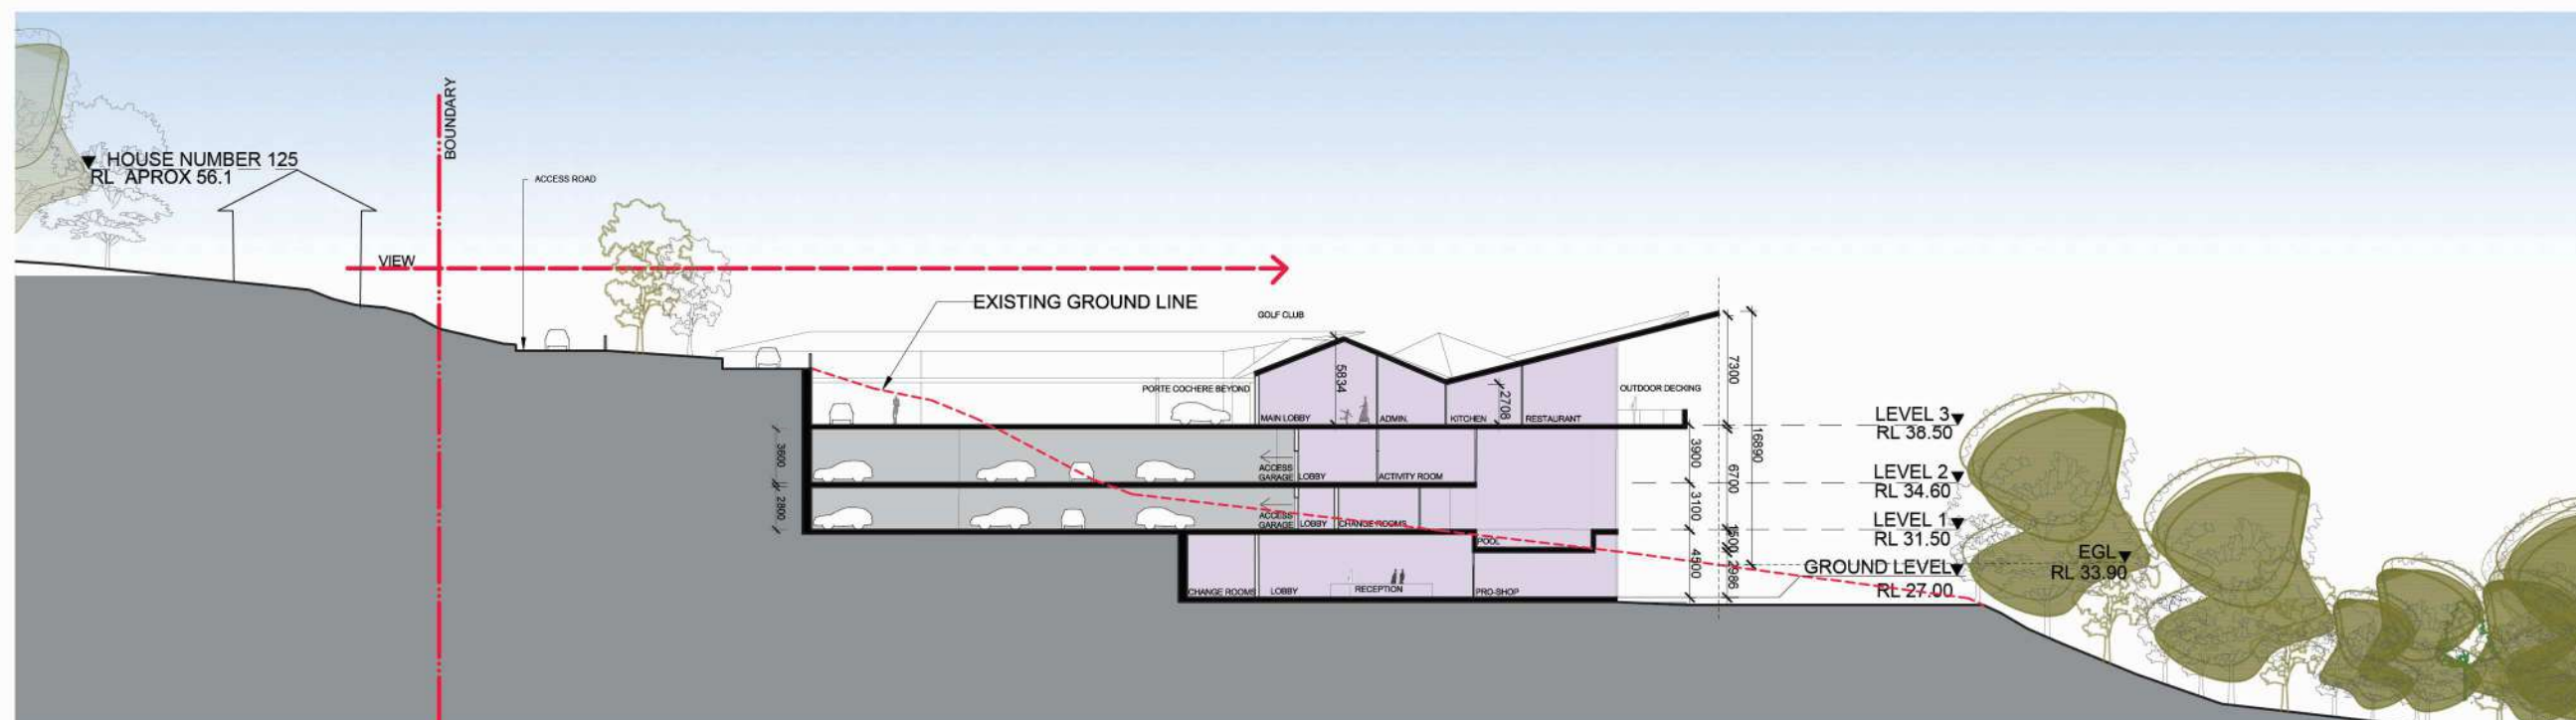 HOUSE NUMBER 125
RL APROX 56.1
BOUNDARY
ACCESS ROAD
VIEW
EXISTING GROUND LINE
GOLF CLUB
PORTE COCHERE BEYOND
5834
2708
OUTDOOR DECKING
MAIN LOBBY
ADMIN.
KITCHEN
RESTAURANT
7300
16890
3600
2800
ACCESS
GARAGE
LOBBY
ACTIVITY ROOM
3900
6700
ACCESS
GARAGE
LOBBY
CHANGE ROOMS
3100
POOL
1500
4500
2986
CHANGE ROOMS
LOBBY
RECEPTION
PRO-SHOP
LEVEL 3
RL 38.50
LEVEL 2
RL 34.60
LEVEL 1
RL 31.50
GROUND LEVEL
RL 27.00
EGL
RL 33.90